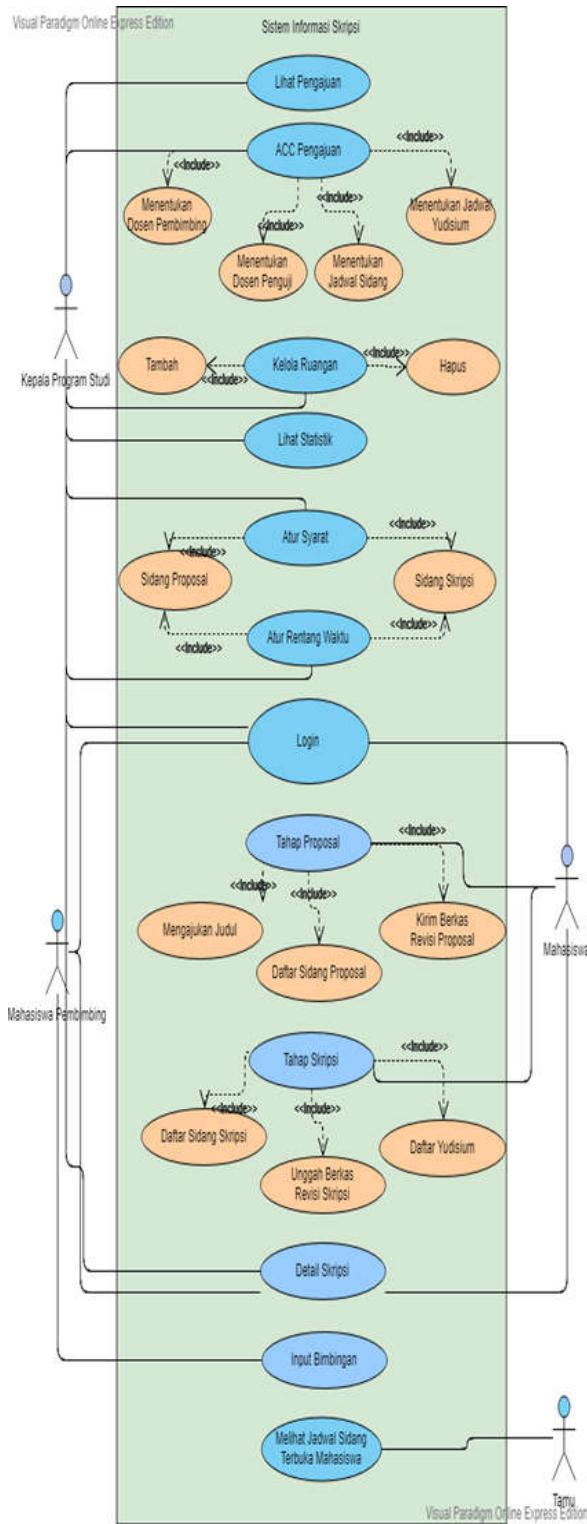 Visual Paradigm Online Express Edition
Sistem Informasi Skripsi
Lihat Pengajuan
ACC Pengajuan
<<Include>>
<<Include>>
Menentukan
Dosen Pembimbing
Menentukan Jadwal
Yudisium
<<Include>>
<<Include>>
Menentukan
Dosen Penguji
Menentukan
Jadwal Sidang
Kepala Program Studi
Tambah
<<Include>>
Kelola Ruangan
<<Include>>
Hapus
Lihat Statistik
Atur Syarat
<<Include>>
<<Include>>
Sidang Proposal
Sidang Skripsi
Atur Rentang Waktu
<<Include>>
<<Include>>
Login
Tahap Proposal
<<Include>>
<<Include>>
<<Include>>
Mengajukan Judul
Daftar Sidang Proposal
Kirim Berkas
Revisi Proposal
Mahasiswa
Mahasiswa Pembimbing
Tahap Skripsi
<<Include>>
<<Include>>
<<Include>>
Daftar Sidang Skripsi
Unggah Berkas
Revisi Skripsi
Daftar Yudisium
Detail Skripsi
Input Bimbingan
Melihat Jadwal Sidang
Terbuka Mahasiswa
Tamu
Visual Paradigm Online Express Edition